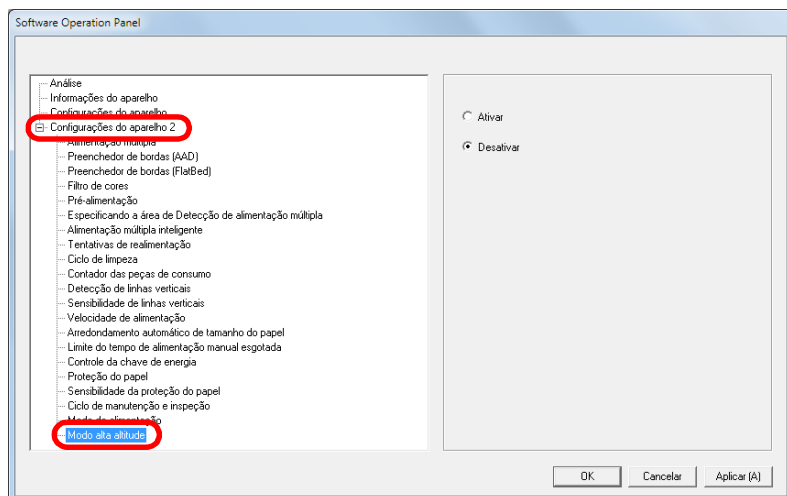 Software Operation Panel
Análise
Informações do aparelho
Configurações do aparelho
Configurações do aparelho 2
Alimentação múltipla
Preenchedor de bordas (AAD)
Preenchedor de bordas (FlatBed)
Filtro de cores
Pré-alimentação
Especificando a área de Detecção de alimentação múltipla
Alimentação múltipla inteligente
Tentativas de realimentação
Ciclo de limpeza
Contador das peças de consumo
Detecção de linhas verticais
Sensibilidade de linhas verticais
Velocidade de alimentação
Arredondamento automático de tamanho do papel
Limite do tempo de alimentação manual esgotada
Controle da chave de energia
Proteção do papel
Sensibilidade da proteção do papel
Ciclo de manutenção e inspeção
Modo de alimentação
Modo alta altitude
Ativar
Desativar
OK Cancelar Aplicar (A)